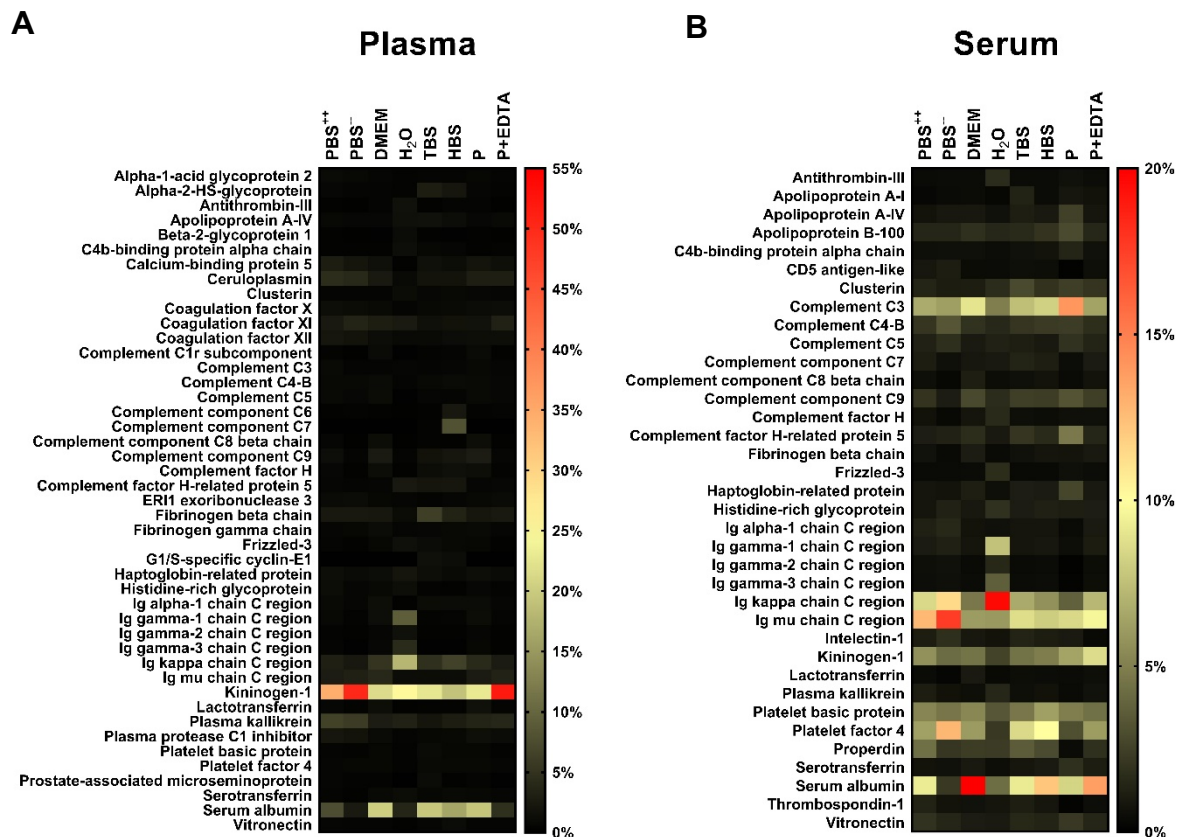 A
Plasma
PBS++
PBS−
DMEM
H2O
TBS
HBS
P
P+EDTA
Alpha-1-acid glycoprotein 2
Alpha-2-HS-glycoprotein
Antithrombin-III
Apolipoprotein A-IV
Beta-2-glycoprotein 1
C4b-binding protein alpha chain
Calcium-binding protein 5
Ceruloplasmin
Clusterin
Coagulation factor X
Coagulation factor XI
Coagulation factor XII
Complement C1r subcomponent
Complement C3
Complement C4-B
Complement C5
Complement component C6
Complement component C7
Complement component C8 beta chain
Complement component C9
Complement factor H
Complement factor H-related protein 5
ERI1 exoribonuclease 3
Fibrinogen beta chain
Fibrinogen gamma chain
Frizzled-3
G1/S-specific cyclin-E1
Haptoglobin-related protein
Histidine-rich glycoprotein
Ig alpha-1 chain C region
Ig gamma-1 chain C region
Ig gamma-2 chain C region
Ig gamma-3 chain C region
Ig kappa chain C region
Ig mu chain C region
Kininogen-1
Lactotransferrin
Plasma kallikrein
Plasma protease C1 inhibitor
Platelet basic protein
Platelet factor 4
Prostate-associated microseminoprotein
Serotransferrin
Serum albumin
Vitronectin
55%
50%
45%
40%
35%
30%
25%
20%
15%
10%
5%
0%
B
Serum
PBS++
PBS−
DMEM
H2O
TBS
HBS
P
P+EDTA
Antithrombin-III
Apolipoprotein A-I
Apolipoprotein A-IV
Apolipoprotein B-100
C4b-binding protein alpha chain
CD5 antigen-like
Clusterin
Complement C3
Complement C4-B
Complement C5
Complement component C7
Complement component C8 beta chain
Complement component C9
Complement factor H
Complement factor H-related protein 5
Fibrinogen beta chain
Frizzled-3
Haptoglobin-related protein
Histidine-rich glycoprotein
Ig alpha-1 chain C region
Ig gamma-1 chain C region
Ig gamma-2 chain C region
Ig gamma-3 chain C region
Ig kappa chain C region
Ig mu chain C region
Intelectin-1
Kininogen-1
Lactotransferrin
Plasma kallikrein
Platelet basic protein
Platelet factor 4
Properdin
Serotransferrin
Serum albumin
Thrombospondin-1
Vitronectin
20%
15%
10%
5%
0%